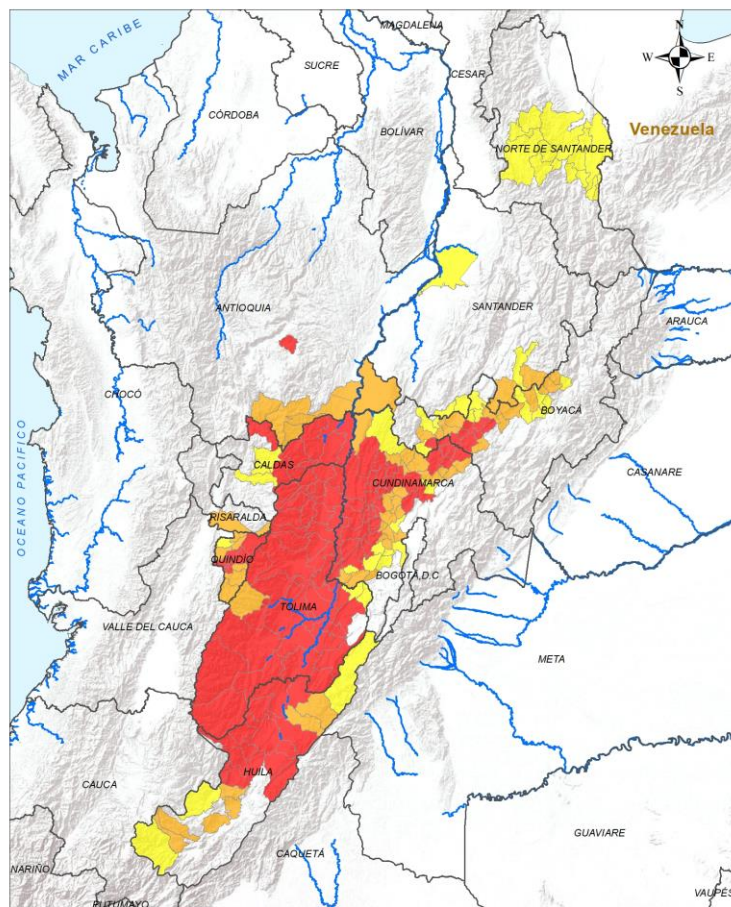 MAGDALENA
N
W E
S
MAR CARIBE
SUCRE
CESAR
CÓRDOBA
BOLÍVAR
Venezuela
NORTE DE SANTANDER
ANTIOQUIA
SANTANDER
ARAUCA
CHOCÓ
BOYACÁ
OCEANO PACIFICO
CALDAS
CUNDINAMARCA
CASANARE
RISARALDA
QUINDÍO
BOGOTÁ,D.C
TOLIMA
VALLE DEL CAUCA
META
HUILA
CAUCA
GUAVIARE
CAQUETÁ
NARIÑO
PUTUMAYO
VAUPÉS